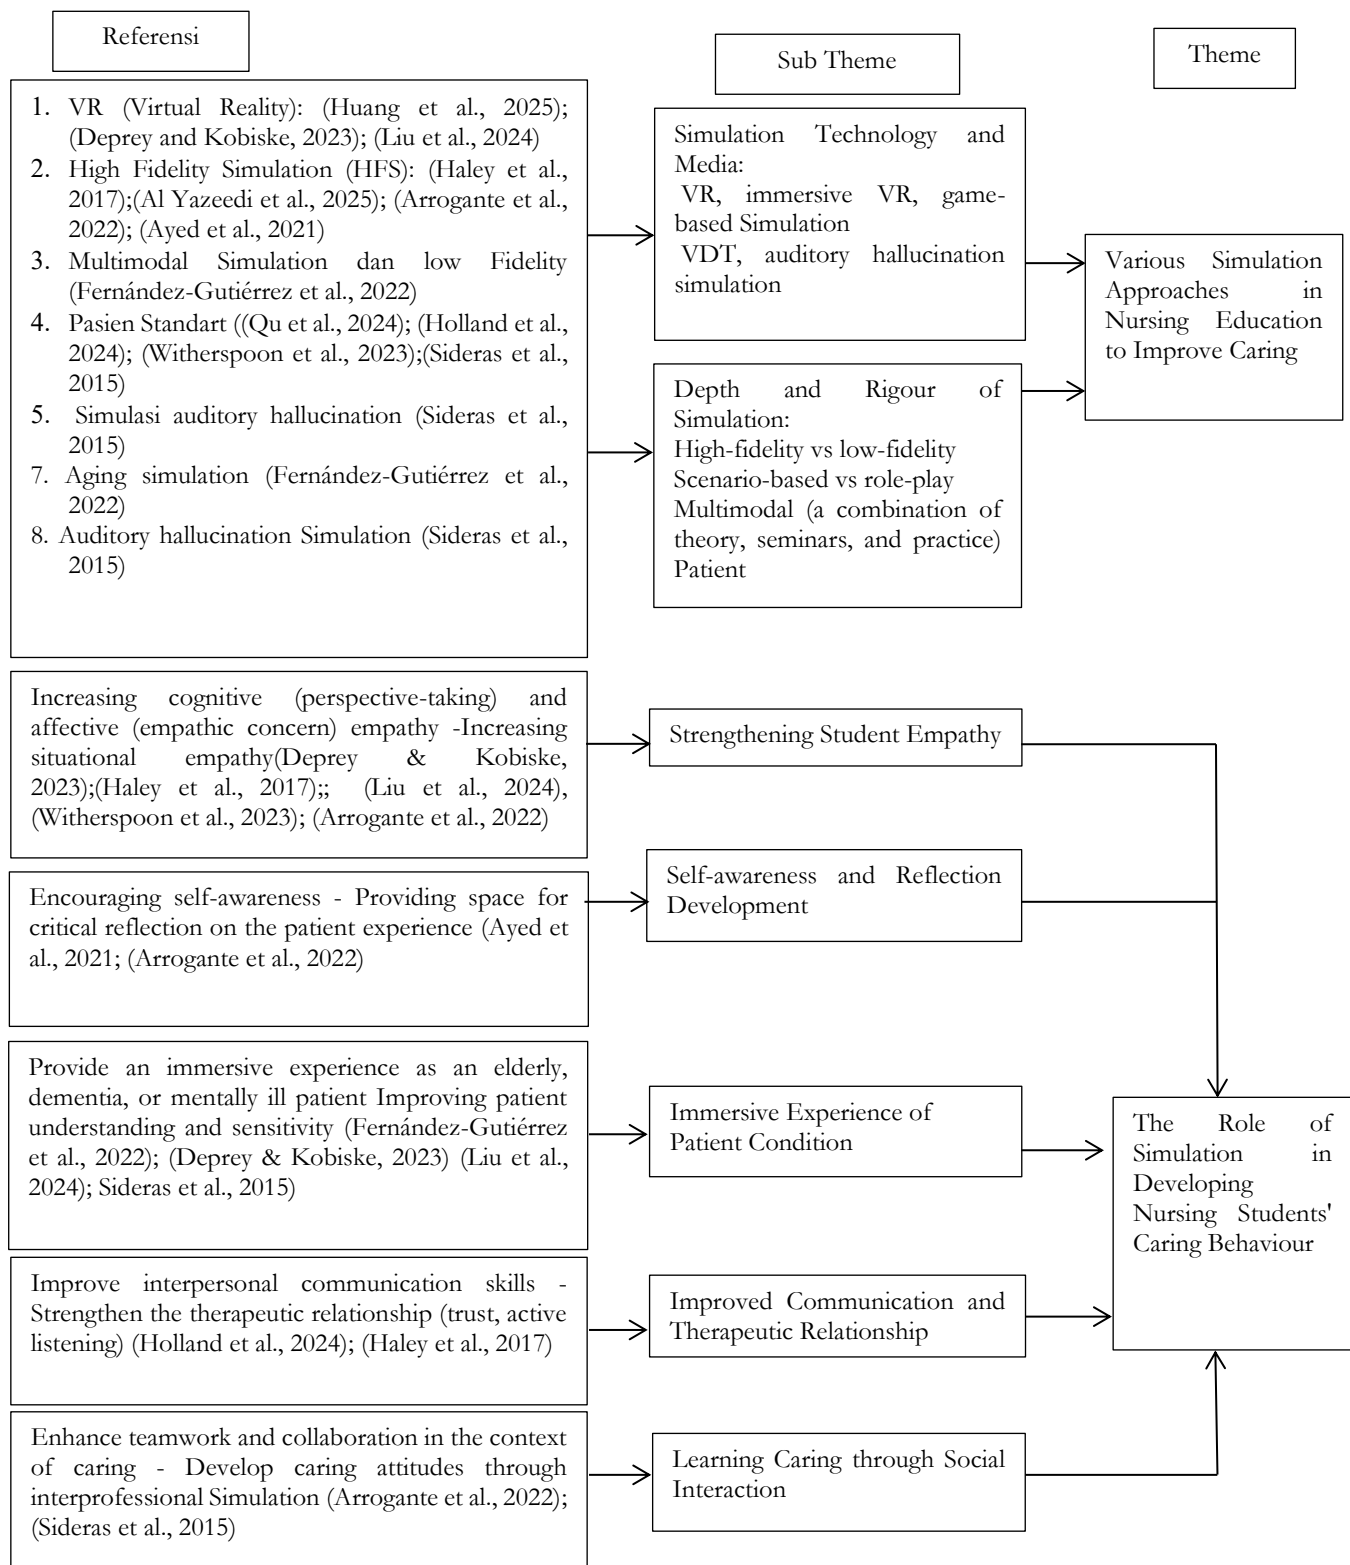 Referensi
Sub Theme
Theme
1. VR (Virtual Reality): (Huang et al., 2025);
(Deprey and Kobiske, 2023); (Liu et al., 2024)
2. High Fidelity Simulation (HFS): (Haley et al.,
2017);(Al Yazeedi et al., 2025); (Arrogante et al.,
2022); (Ayed et al., 2021)
3. Multimodal Simulation dan low Fidelity
(Fernández-Gutiérrez et al., 2022)
4. Pasien Standart ((Qu et al., 2024); (Holland et al.,
2024); (Witherspoon et al., 2023);(Sideras et al.,
2015)
5. Simulasi auditory hallucination (Sideras et al.,
2015)
7. Aging simulation (Fernández-Gutiérrez et al.,
2022)
8. Auditory hallucination Simulation (Sideras et al.,
2015)
Simulation Technology and
Media:
VR, immersive VR, game-
based Simulation
VDT, auditory hallucination
simulation
Depth and Rigour of
Simulation:
High-fidelity vs low-fidelity
Scenario-based vs role-play
Multimodal (a combination of
theory, seminars, and practice)
Patient
Various Simulation
Approaches in
Nursing Education
to Improve Caring
Increasing cognitive (perspective-taking) and
affective (empathic concern) empathy -Increasing
situational empathy(Deprey & Kobiske,
2023);(Haley et al., 2017);; (Liu et al., 2024),
(Witherspoon et al., 2023); (Arrogante et al., 2022)
Strengthening Student Empathy
Encouraging self-awareness - Providing space for
critical reflection on the patient experience (Ayed et
al., 2021; (Arrogante et al., 2022)
Self-awareness and Reflection
Development
Provide an immersive experience as an elderly,
dementia, or mentally ill patient Improving patient
understanding and sensitivity (Fernández-Gutiérrez
et al., 2022); (Deprey & Kobiske, 2023) (Liu et al.,
2024); Sideras et al., 2015)
Immersive Experience of
Patient Condition
The Role of
Simulation in
Developing
Nursing Students'
Caring Behaviour
Improve interpersonal communication skills -
Strengthen the therapeutic relationship (trust, active
listening) (Holland et al., 2024); (Haley et al., 2017)
Improved Communication and
Therapeutic Relationship
Enhance teamwork and collaboration in the context
of caring - Develop caring attitudes through
interprofessional Simulation (Arrogante et al., 2022);
(Sideras et al., 2015)
Learning Caring through Social
Interaction